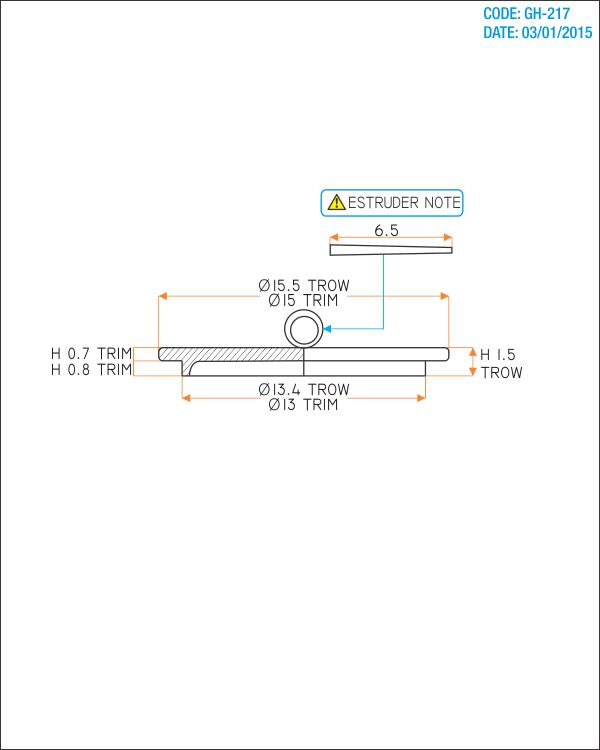 CODE: GH-217
DATE: 03/01/2015
ESTRUDER NOTE
6.5
Ø15.5 TROW
Ø15 TRIM
H 0.7 TRIM
H 0.8 TRIM
H 1.5
TROW
Ø13.4 TROW
Ø13 TRIM